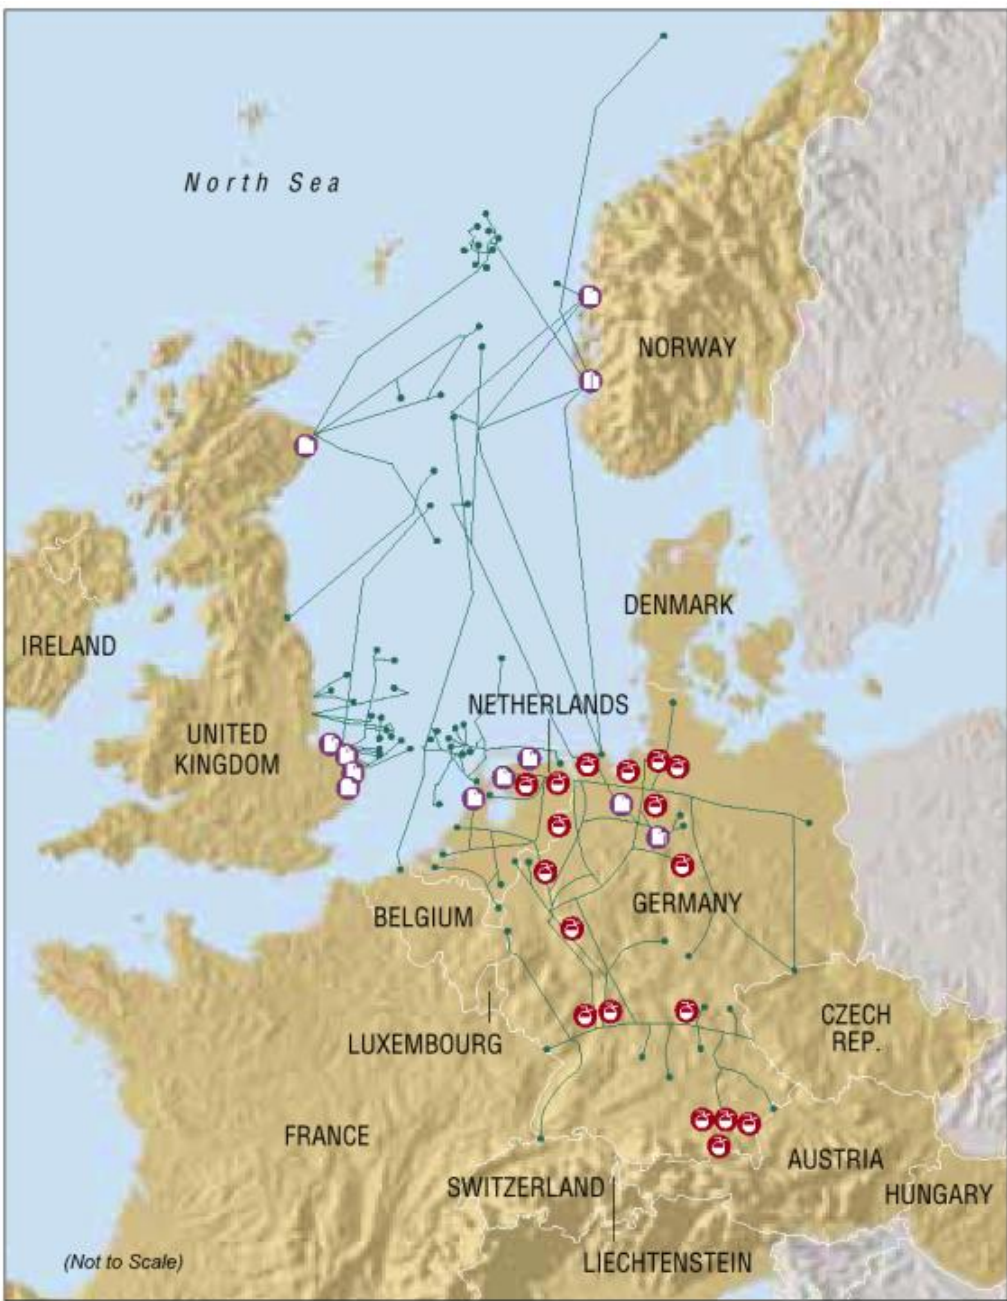 North Sea
NORWAY
DENMARK
IRELAND
NETHERLANDS
UNITED
KINGDOM
BELGIUM
GERMANY
LUXEMBOURG
CZECH
REP.
FRANCE
AUSTRIA
SWITZERLAND
HUNGARY
(Not to Scale)
LIECHTENSTEIN